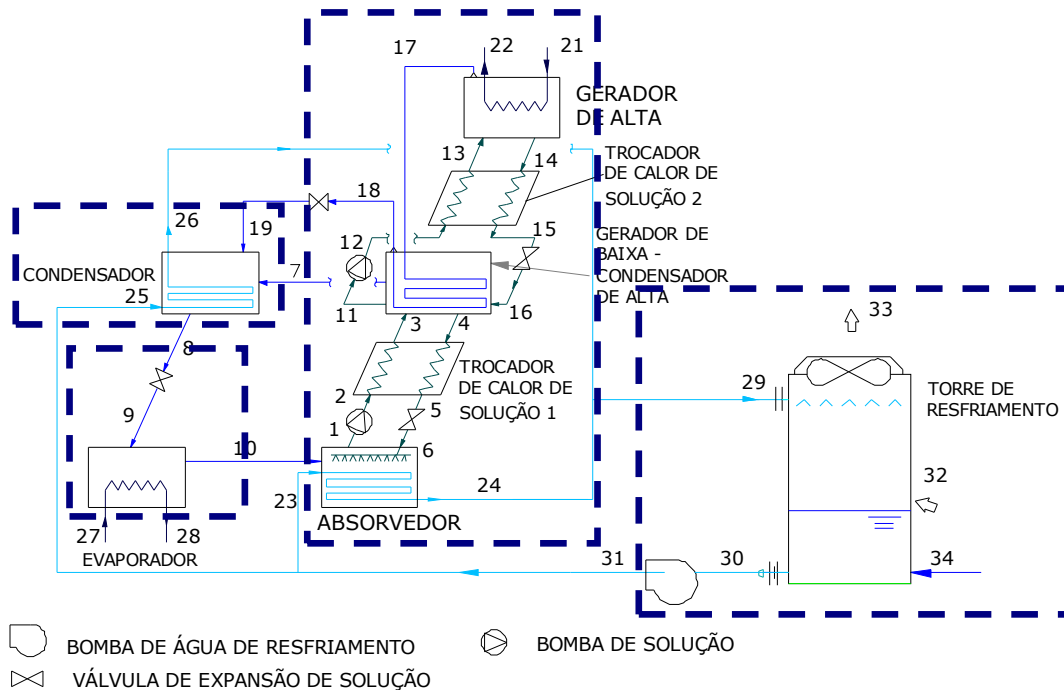 17
22
21
GERADOR
DE ALTA
13
14
TROCADOR
DE CALOR DE
SOLUÇÃO 2
18
26
19
12
15
GERADOR DE
BAIXA -
CONDENSADOR
DE ALTA
CONDENSADOR
7
25
11
16
3
4
33
8
TROCADOR
DE CALOR DE
SOLUÇÃO 1
29
TORRE DE
RESFRIAMENTO
2
5
9
1
6
10
32
23
24
ABSORVEDOR
27
28
EVAPORADOR
31
30
34
BOMBA DE ÁGUA DE RESFRIAMENTO
BOMBA DE SOLUÇÃO
VÁLVULA DE EXPANSÃO DE SOLUÇÃO